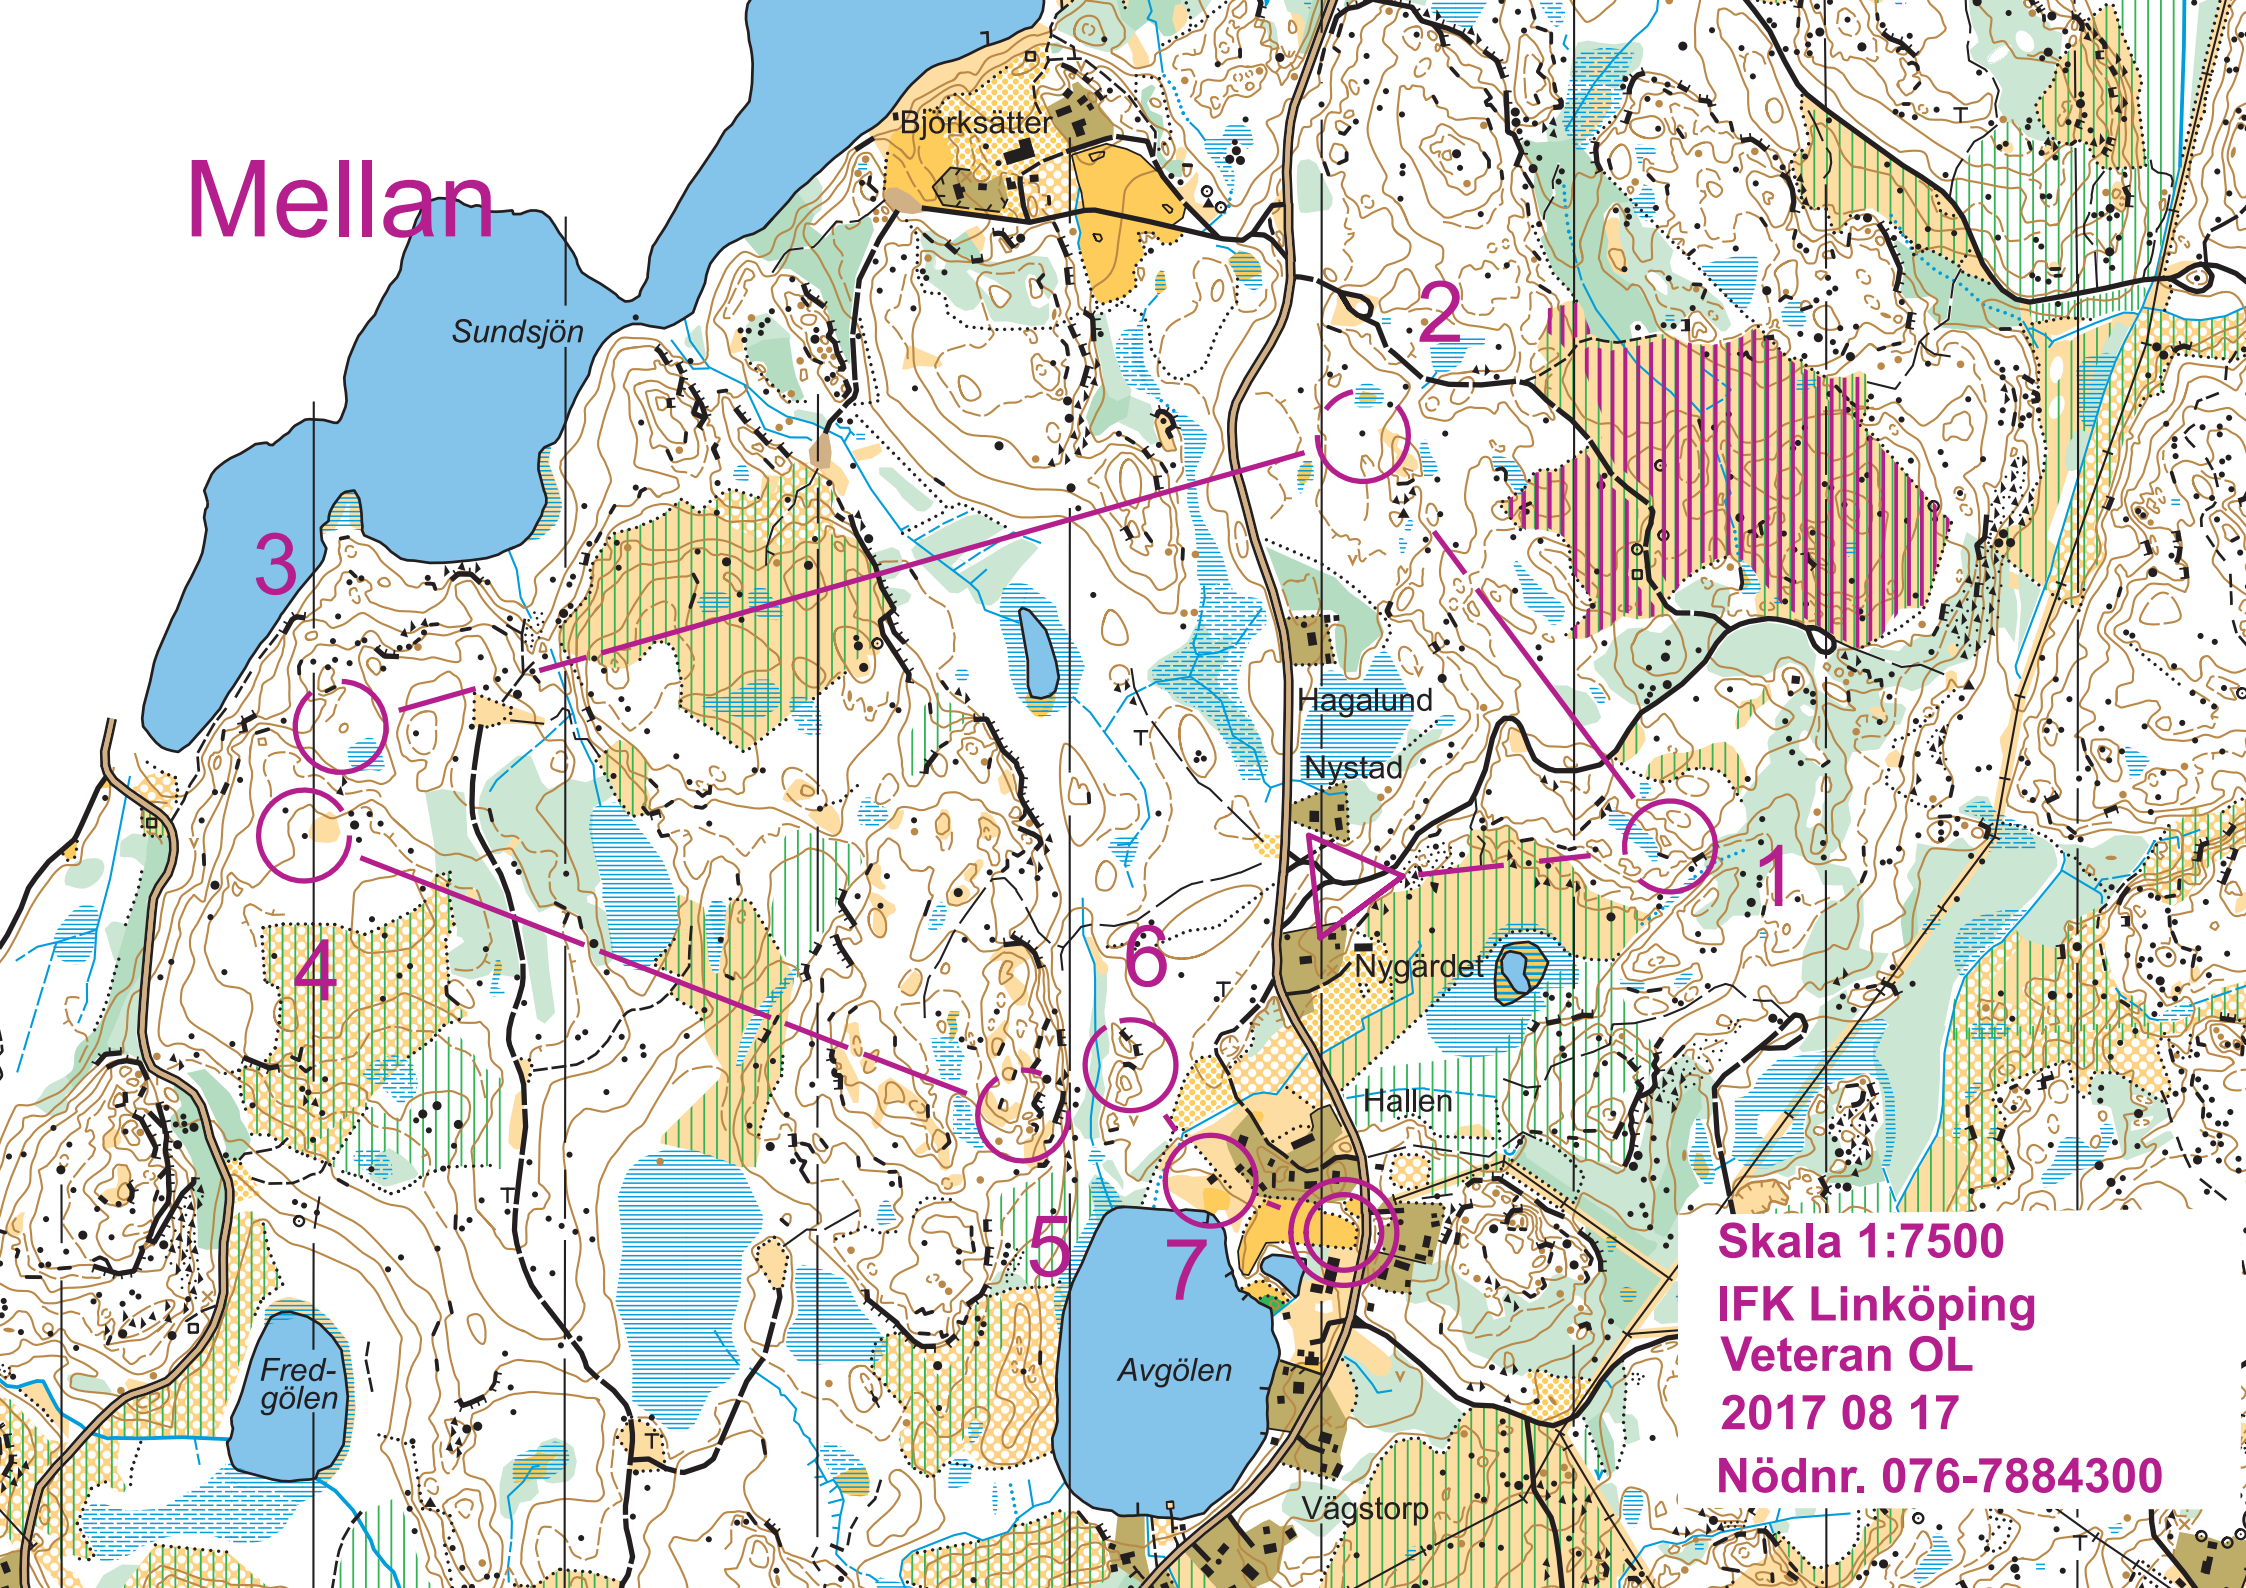 Björksätter
Mellan
Sundsjön
2
3
Hagalund
Nystad
1
4
6
Nygärdet
Hallen
5
7
Skala 1:7500
IFK Linköping
Veteran OL
2017 08 17
Nödnr. 076-7884300
Fred-
gölen
Avgölen
Vägstorp